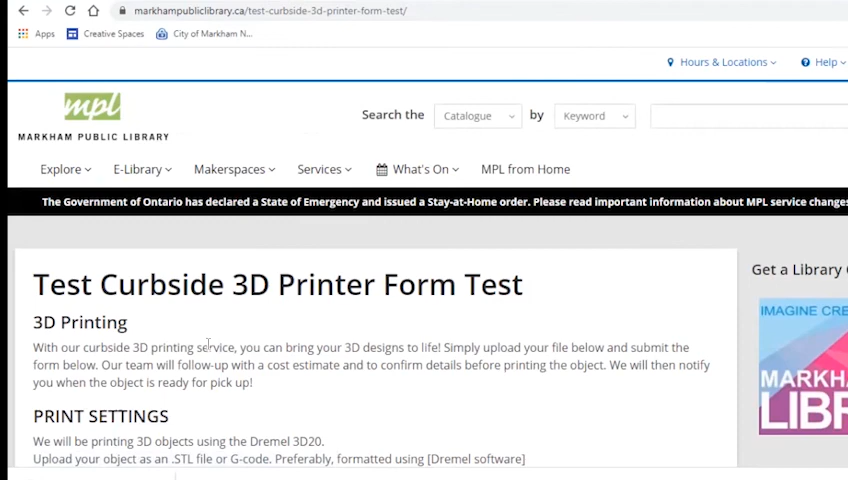 markhampubliclibrary.ca/test-curbside-3d-printer-form-test/
Apps Creative Spaces City of Markham N...
Hours & Locations Help
mpl
MARKHAM PUBLIC LIBRARY
Search the Catalogue by Keyword
Explore E-Library Makerspaces Services What's On MPL from Home
The Government of Ontario has declared a State of Emergency and issued a Stay-at-Home order. Please read important information about MPL service changes
Test Curbside 3D Printer Form Test
Get a Library
3D Printing
With our curbside 3D printing service, you can bring your 3D designs to life! Simply upload your file below and submit the
form below. Our team will follow-up with a cost estimate and to confirm details before printing the object. We will then notify
you when the object is ready for pick up!
IMAGINE CRE
MARKHA
LIBR
PRINT SETTINGS
We will be printing 3D objects using the Dremel 3D20.
Upload your object as an .STL file or G-code. Preferably, formatted using [Dremel software]